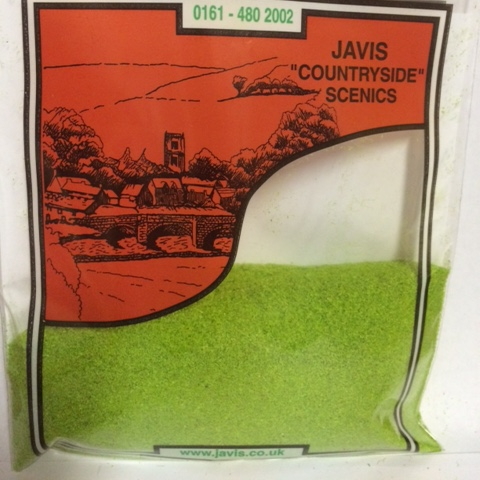 0161 - 480 2002
JAVIS
"COUNTRYSIDE"
SCENICS
www.javis.co.uk